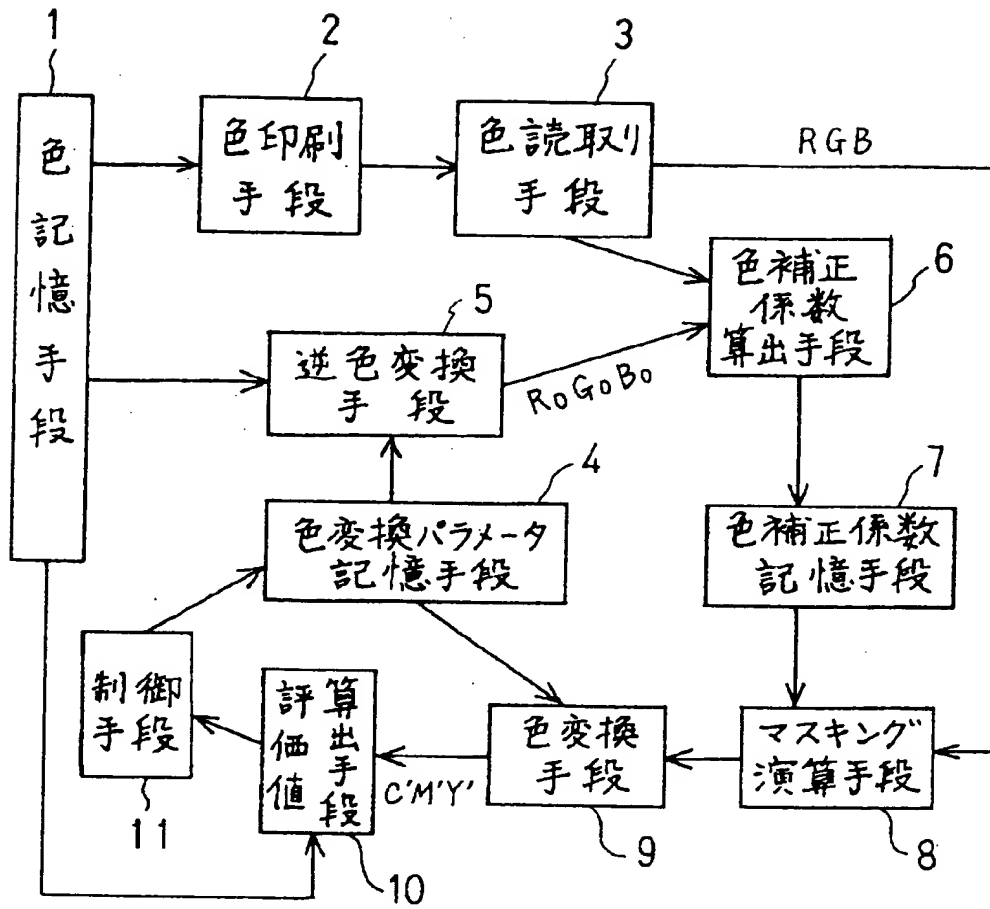 1
色記憶手段
2
色印刷
手段
3
色読取り
手段
RGB
6
色補正
係数
算出手段
5
逆色変換
手段
R₀G₀B₀
4
色変換パラメータ
記憶手段
7
色補正係数
記憶手段
制御
手段
11
評価値
算出手段
10
C'M'Y'
色変換
手段
9
マスキング
演算手段
8